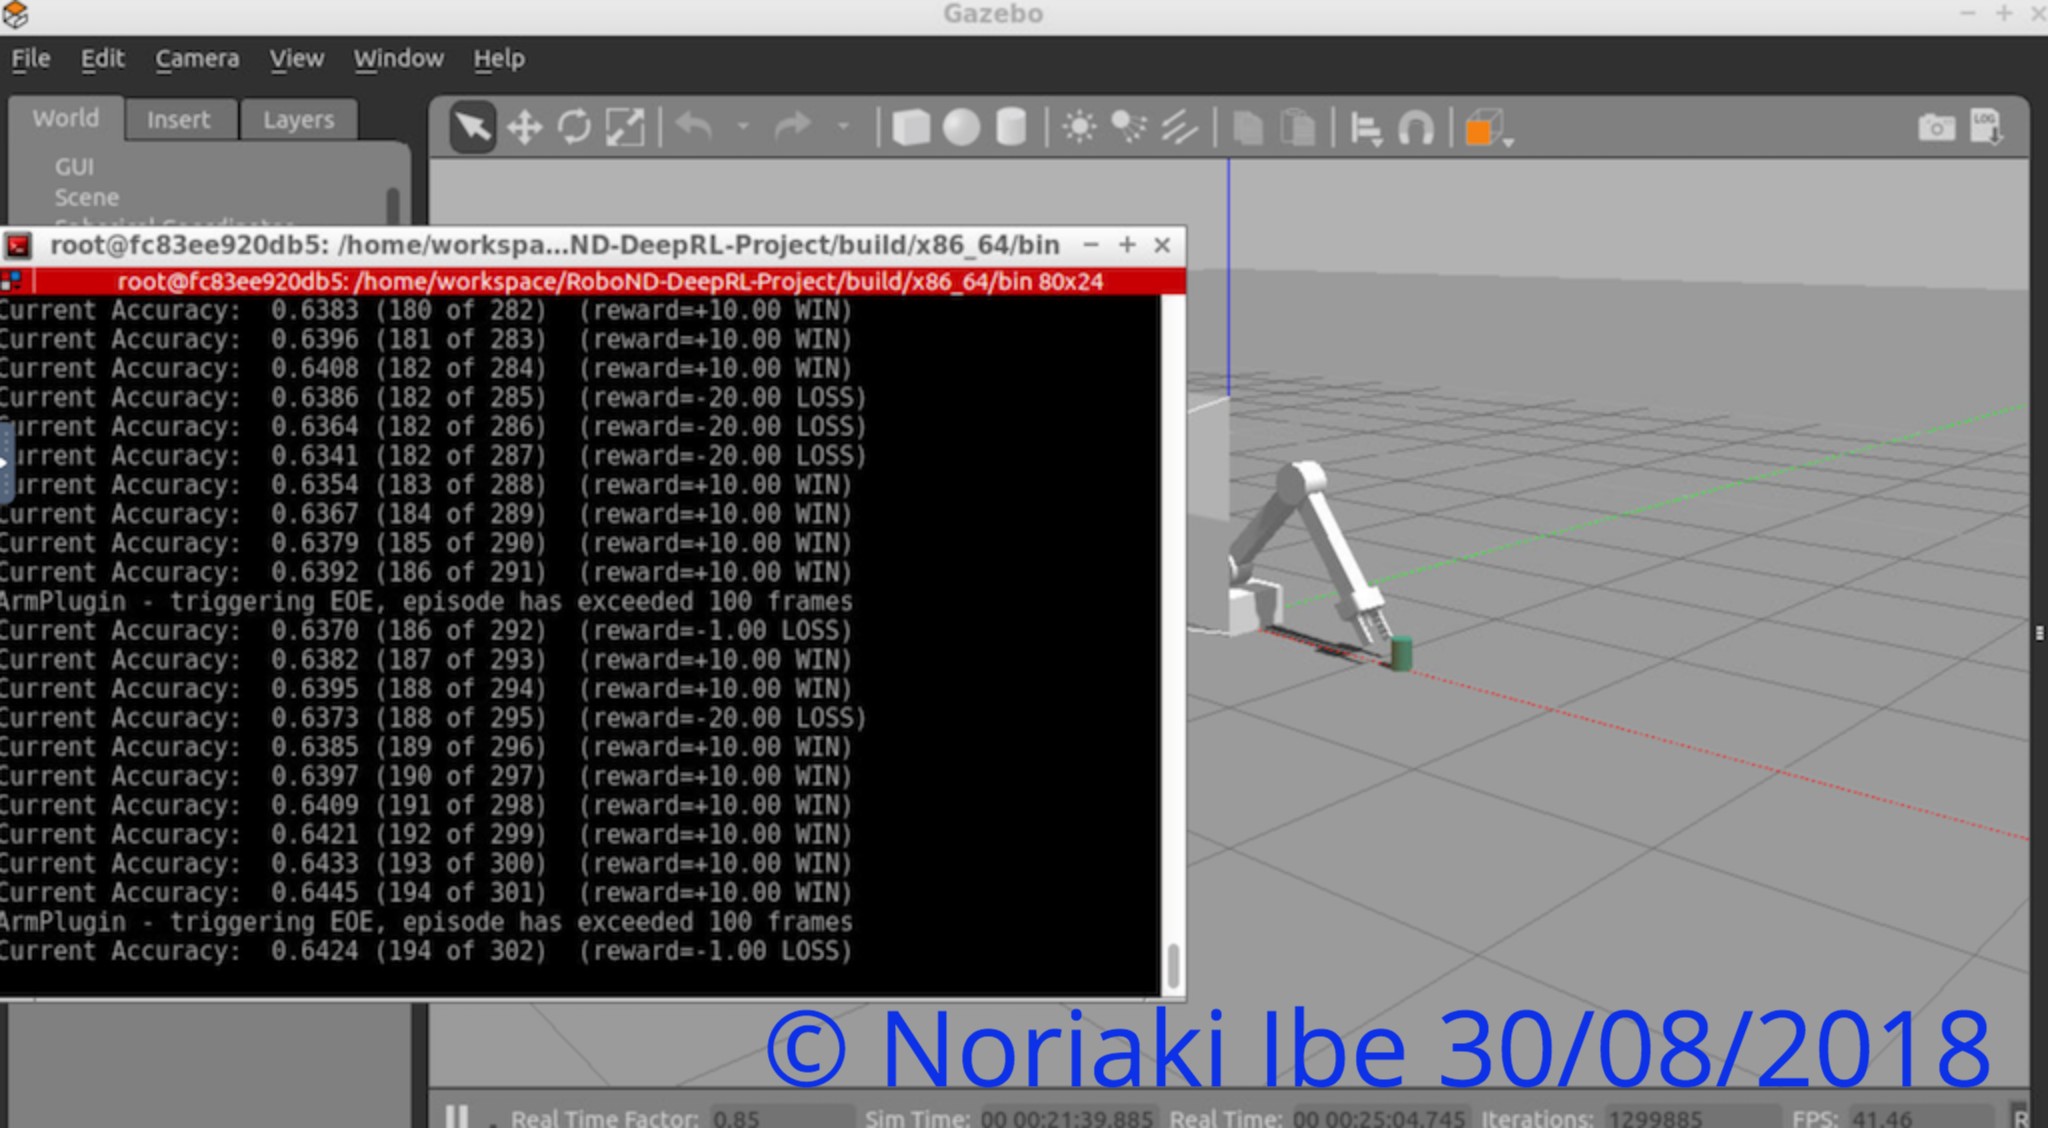 Gazebo
File Edit Camera View Window Help
World Insert Layers
LOG
GUI
Scene
root@fc83ee920db5: /home/workspa...ND-DeepRL-Project/build/x86_64/bin
root@fc83ee920db5: /home/workspace/RoboND-DeepRL-Project/build/x86_64/bin 80x24
Current Accuracy: 0.6383 (180 of 282) (reward=+10.00 WIN)
Current Accuracy: 0.6396 (181 of 283) (reward=+10.00 WIN)
Current Accuracy: 0.6408 (182 of 284) (reward=+10.00 WIN)
Current Accuracy: 0.6386 (182 of 285) (reward=-20.00 LOSS)
urrent Accuracy: 0.6364 (182 of 286) (reward=-20.00 LOSS)
urrent Accuracy: 0.6341 (182 of 287) (reward=-20.00 LOSS)
urrent Accuracy: 0.6354 (183 of 288) (reward=+10.00 WIN)
Current Accuracy: 0.6367 (184 of 289) (reward=+10.00 WIN)
Current Accuracy: 0.6379 (185 of 290) (reward=+10.00 WIN)
Current Accuracy: 0.6392 (186 of 291) (reward=+10.00 WIN)
ArmPlugin - triggering EOE, episode has exceeded 100 frames
Current Accuracy: 0.6370 (186 of 292) (reward=-1.00 LOSS)
Current Accuracy: 0.6382 (187 of 293) (reward=+10.00 WIN)
Current Accuracy: 0.6395 (188 of 294) (reward=+10.00 WIN)
Current Accuracy: 0.6373 (188 of 295) (reward=-20.00 LOSS)
Current Accuracy: 0.6385 (189 of 296) (reward=+10.00 WIN)
Current Accuracy: 0.6397 (190 of 297) (reward=+10.00 WIN)
Current Accuracy: 0.6409 (191 of 298) (reward=+10.00 WIN)
Current Accuracy: 0.6421 (192 of 299) (reward=+10.00 WIN)
Current Accuracy: 0.6433 (193 of 300) (reward=+10.00 WIN)
Current Accuracy: 0.6445 (194 of 301) (reward=+10.00 WIN)
ArmPlugin - triggering EOE, episode has exceeded 100 frames
Current Accuracy: 0.6424 (194 of 302) (reward=-1.00 LOSS)
© Noriaki Ibe 30/08/2018
Real Time Factor: 0.85 Sim Time: 00 00:21:39.885 Real Time: 00 00:25:04.745 Iterations: 1299885 FPS: 41.46 R